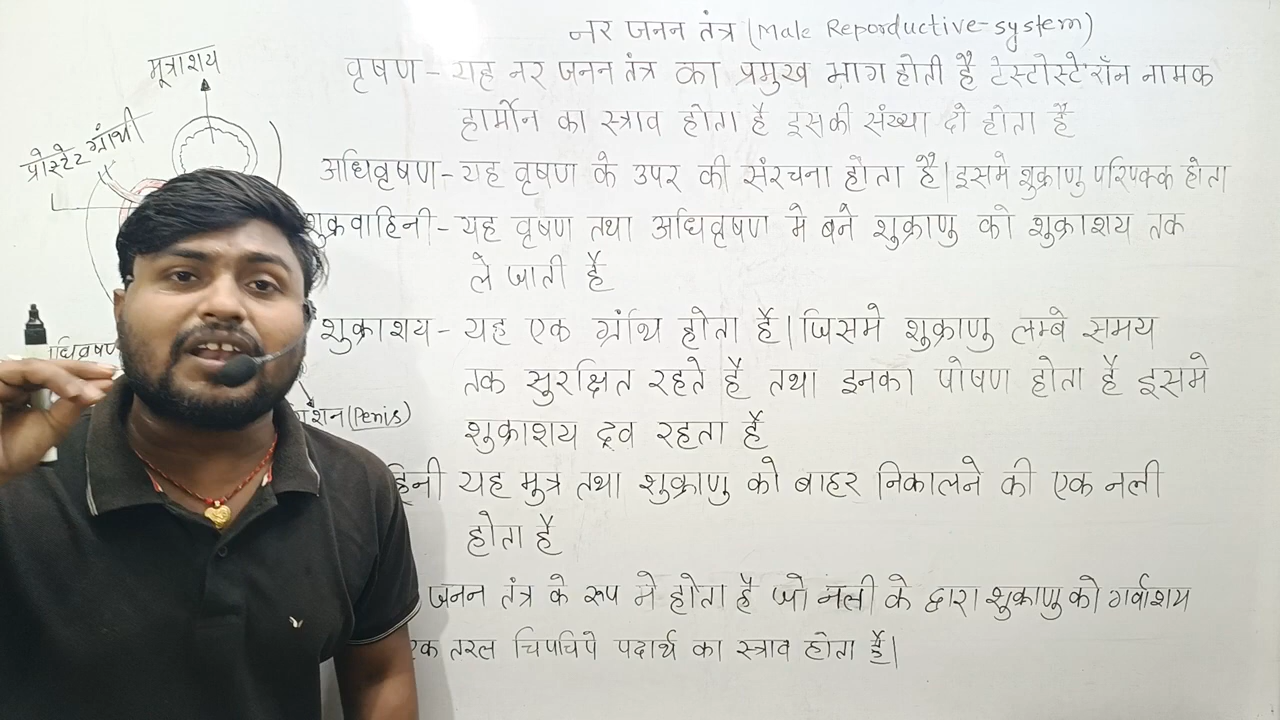 नर जनन तंत्र (Male Reporductive-system)
मूत्राशय
प्रोस्टेट ग्रंथी
वृषण - यह नर जनन तंत्र का प्रमुख भाग होती है टेस्टोस्टेराँन नामक
हार्मोन का स्त्राव होता है इसकी संख्या दो होता है
अधिवृषण - यह वृषण के उपर की संरचना होता है। इसमे शुक्राणु परिपक्क होता
शुक्रवाहिनी - यह वृषण तथा अधिवृषण मे बने शुक्राणु को शुक्राशय तक
ले जाती है
शुक्राशय - यह एक ग्रंथि होता है। जिसमे शुक्राणु लम्बे समय
तक सुरक्षित रहते है तथा इनका पोषण होता है इसमे
शुक्राशय द्रव रहता है
धिवृषण
शन (Penis)
हिनी यह मुत्र तथा शुक्राणु को बाहर निकालने की एक नली
होता है
जनन तंत्र के रूप मे होता है जो नली के द्वारा शुक्राणु को गर्वाशय
एक तरल चिपचिपे पदार्थ का स्त्राव होता है।